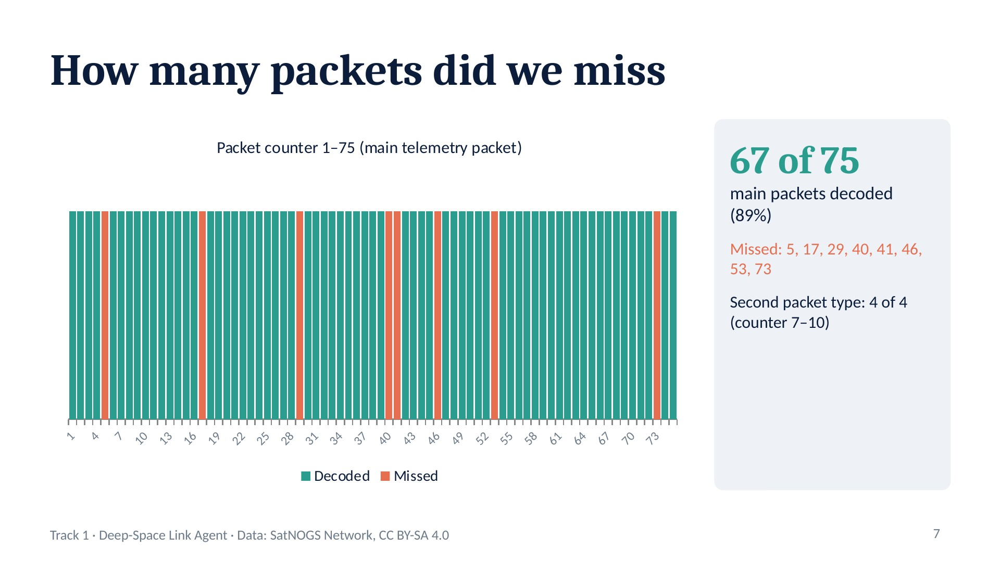 How many packets did we miss
Packet counter 1–75 (main telemetry packet)
1 4 7 10 13 16 19 22 25 28 31 34 37 40 43 46 49 52 55 58 61 64 67 70 73
Decoded Missed
67 of 75
main packets decoded
(89%)
Missed: 5, 17, 29, 40, 41, 46,
53, 73
Second packet type: 4 of 4
(counter 7–10)
Track 1 · Deep-Space Link Agent · Data: SatNOGS Network, CC BY-SA 4.0
7